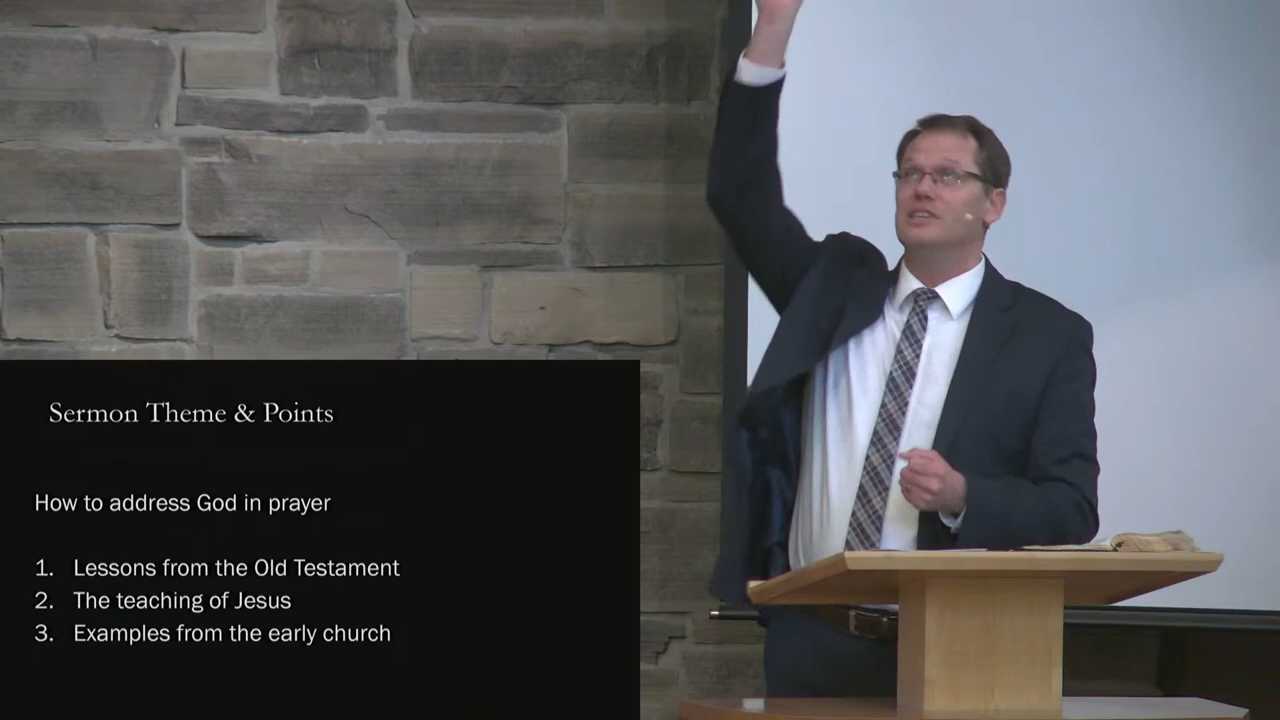 Sermon Theme & Points
How to address God in prayer
1. Lessons from the Old Testament
2. The teaching of Jesus
3. Examples from the early church